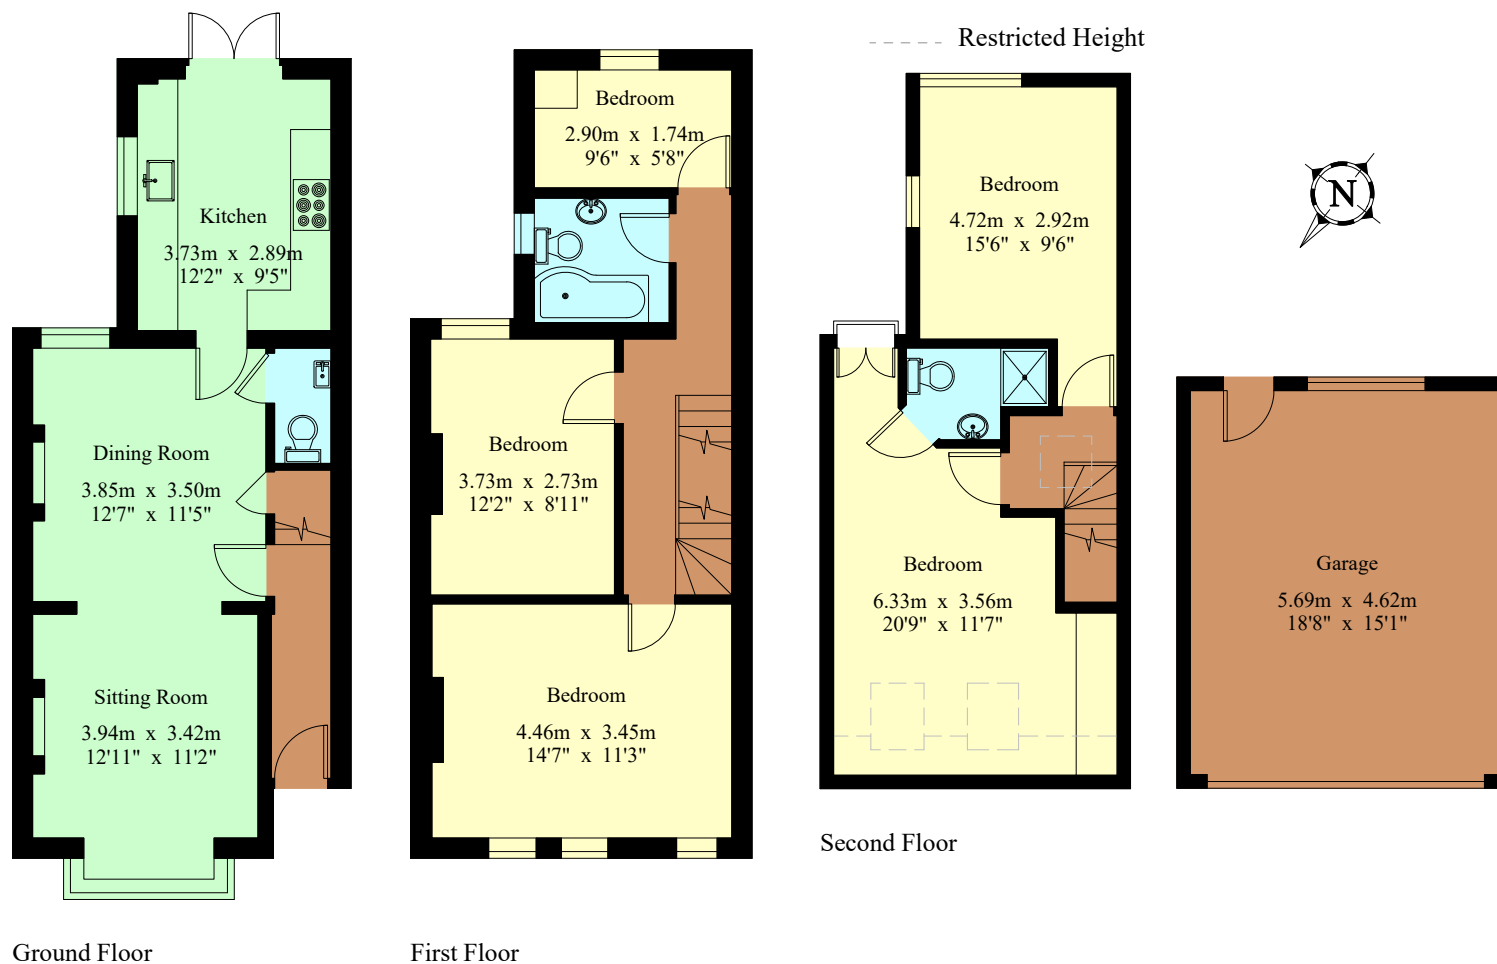 Restricted Height
Kitchen
3.73m x 2.89m
12'2" x 9'5"
Dining Room
3.85m x 3.50m
12'7" x 11'5"
Sitting Room
3.94m x 3.42m
12'11" x 11'2"
Ground Floor
Bedroom
2.90m x 1.74m
9'6" x 5'8"
Bedroom
3.73m x 2.73m
12'2" x 8'11"
Bedroom
4.46m x 3.45m
14'7" x 11'3"
First Floor
Bedroom
4.72m x 2.92m
15'6" x 9'6"
Bedroom
6.33m x 3.56m
20'9" x 11'7"
Second Floor
N
Garage
5.69m x 4.62m
18'8" x 15'1"